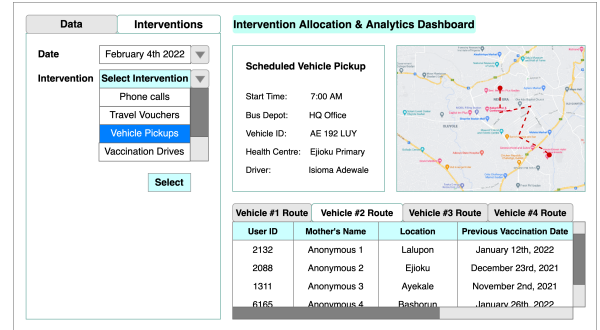 Data
Interventions
Intervention Allocation & Analytics Dashboard
Date
February 4th 2022
Intervention
Select Intervention
Phone calls
Travel Vouchers
Vehicle Pickups
Vaccination Drives
Select
Scheduled Vehicle Pickup
Start Time: 7:00 AM
Bus Depot: HQ Office
Vehicle ID: AE 192 LUY
Health Centre: Ejioku Primary
Driver: Isioma Adewale
Vehicle #1 Route Vehicle #2 Route Vehicle #3 Route Vehicle #4 Route
User ID Mother's Name Location Previous Vaccination Date
2132 Anonymous 1 Lalupon January 12th, 2022
2088 Anonymous 2 Ejioku December 23rd, 2021
1311 Anonymous 3 Ayekale November 2nd, 2021
6165 Anonymous 4 Bashorun January 26th, 2022